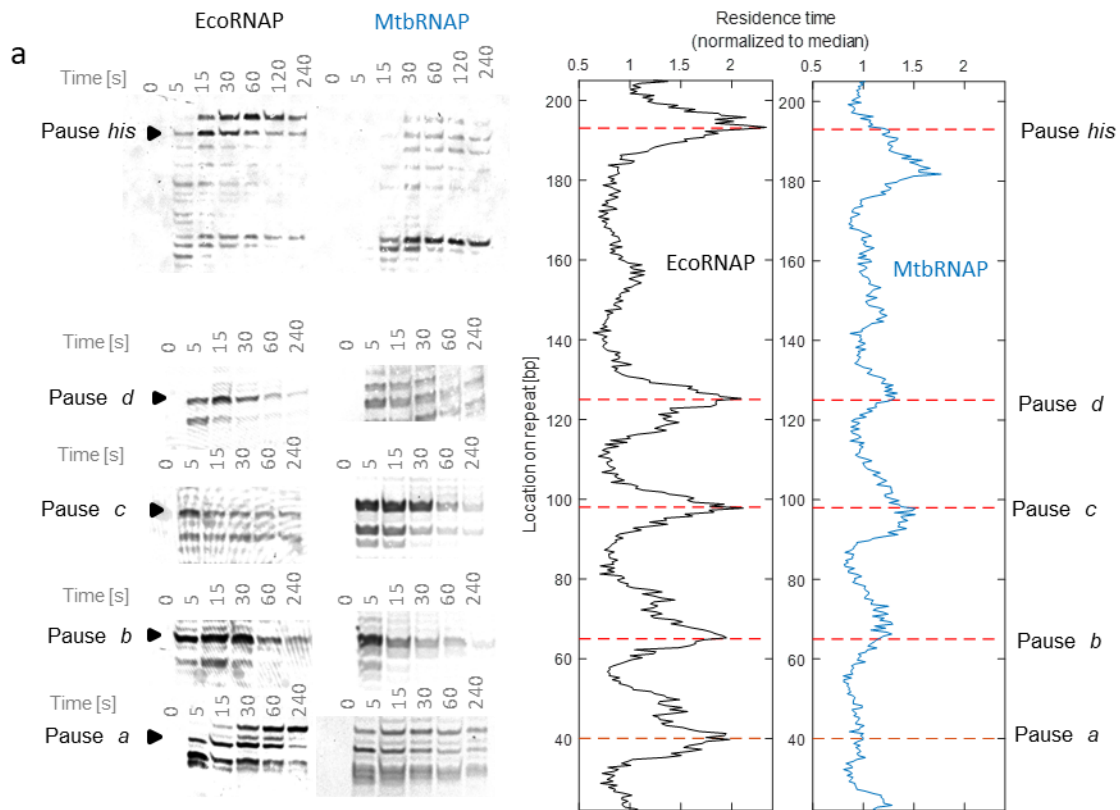 a
EcoRNAP
MtbRNAP
Time [s]
0 5 15 30 60 120 240
0 5 15 30 60 120 240
Pause his
Time [s]
0 5 15 30 60 240
0 5 15 30 60 240
Pause d
Time [s]
0 5 15 30 60 240
0 5 15 30 60 240
Pause c
Time [s]
0 5 15 30 60 240
0 5 15 30 60 240
Pause b
Time [s]
0 5 15 30 60 240
0 5 15 30 60 240
Pause a
Residence time
(normalized to median)
0.5 1 1.5 2
0.5 1 1.5 2
Location on repeat [bp]
200
180
160
140
120
100
80
60
40
EcoRNAP
200
180
160
140
120
100
80
60
40
MtbRNAP
Pause his
Pause d
Pause c
Pause b
Pause a